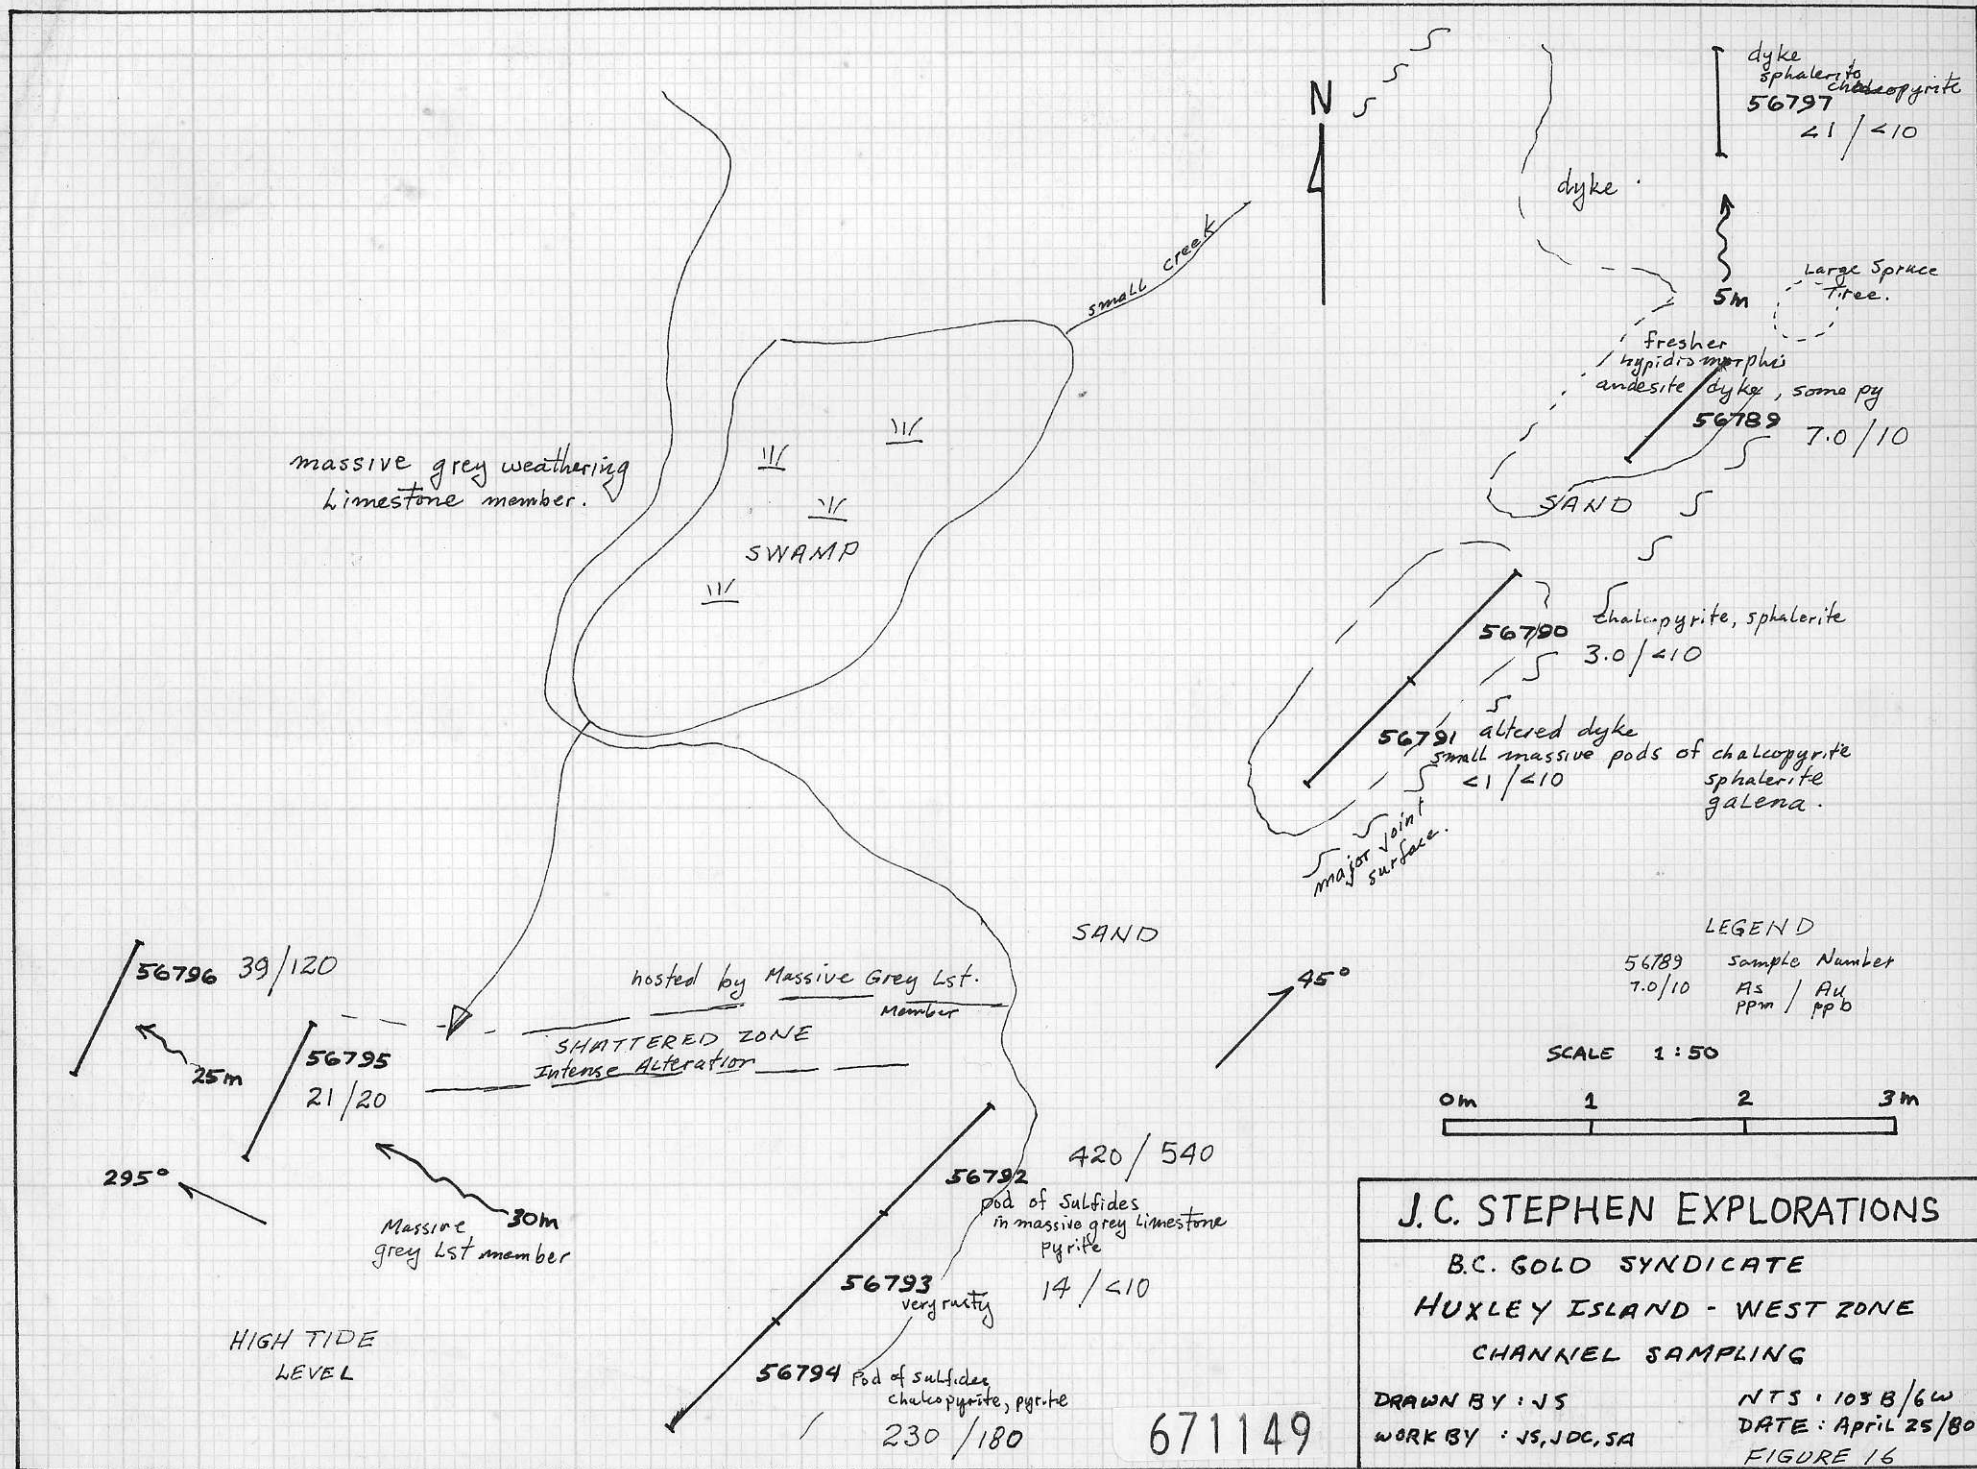 dyke
sphalerite
chalcopyrite
56797
<1 / <10
N
dyke
small creek
Large Spruce
Tree.
5m
fresher
hypidiomorphic
andesite dyke, some py
56789
7.0/10
SAND
massive grey weathering
Limestone member.
SWAMP
56790
chalcopyrite, sphalerite
3.0/<10
56791
altered dyke
small massive pods of chalcopyrite
sphalerite
galena.
<1/<10
major joint
surface.
SAND
45°
LEGEND
56789 Sample Number
7.0/10 As / Au
ppm / ppb
SCALE 1:50
0m 1 2 3m
56796 39/120
25m
hosted by Massive Grey Lst.
Member
SHATTERED ZONE
Intense Alteration
56795
21/20
295°
30m
Massive
grey Lst member
HIGH TIDE
LEVEL
56792
420/540
pod of Sulfides
in massive grey Limestone
pyrite
56793
very rusty
14/<10
56794
Pod of sulfides
chalcopyrite, pyrite
230/180
671149
J.C. STEPHEN EXPLORATIONS
B.C. GOLD SYNDICATE
HUXLEY ISLAND - WEST ZONE
CHANNEL SAMPLING
DRAWN BY: JS
NTS: 103B/6W
WORK BY: JS, JDC, SA
DATE: April 25/80
FIGURE 16